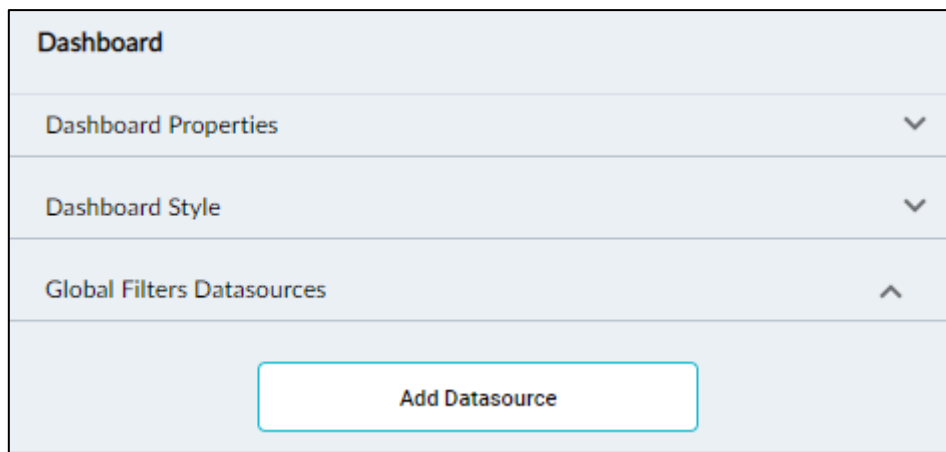 Dashboard
Dashboard Properties
Dashboard Style
Global Filters Datasources
Add Datasource